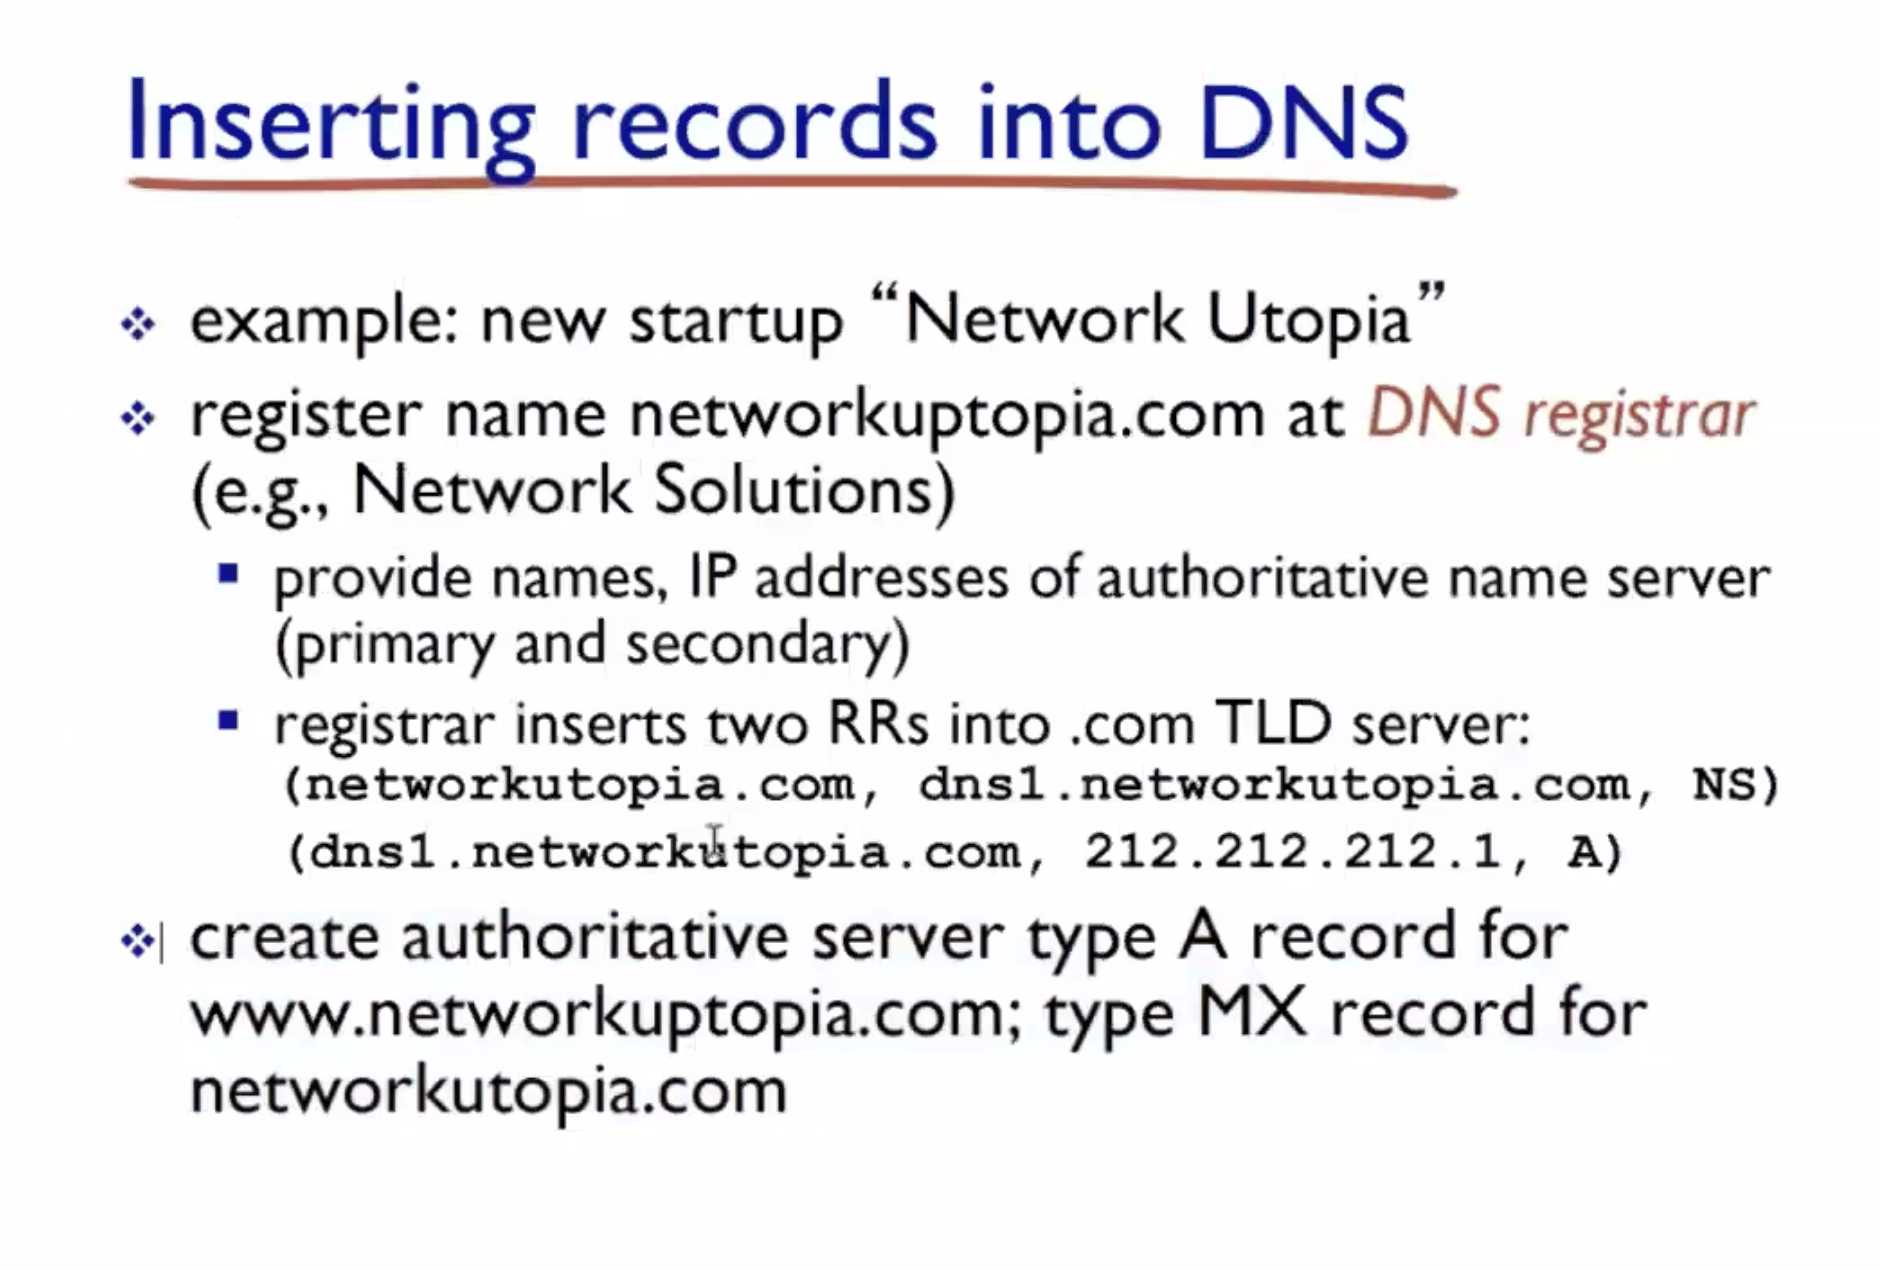 Inserting records into DNS
example: new startup “Network Utopia”
register name networkuptopia.com at DNS registrar
(e.g., Network Solutions)
provide names, IP addresses of authoritative name server
(primary and secondary)
registrar inserts two RRs into .com TLD server:
(networkutopia.com, dns1.networkutopia.com, NS)
(dns1.networkutopia.com, 212.212.212.1, A)
create authoritative server type A record for
www.networkuptopia.com; type MX record for
networkutopia.com